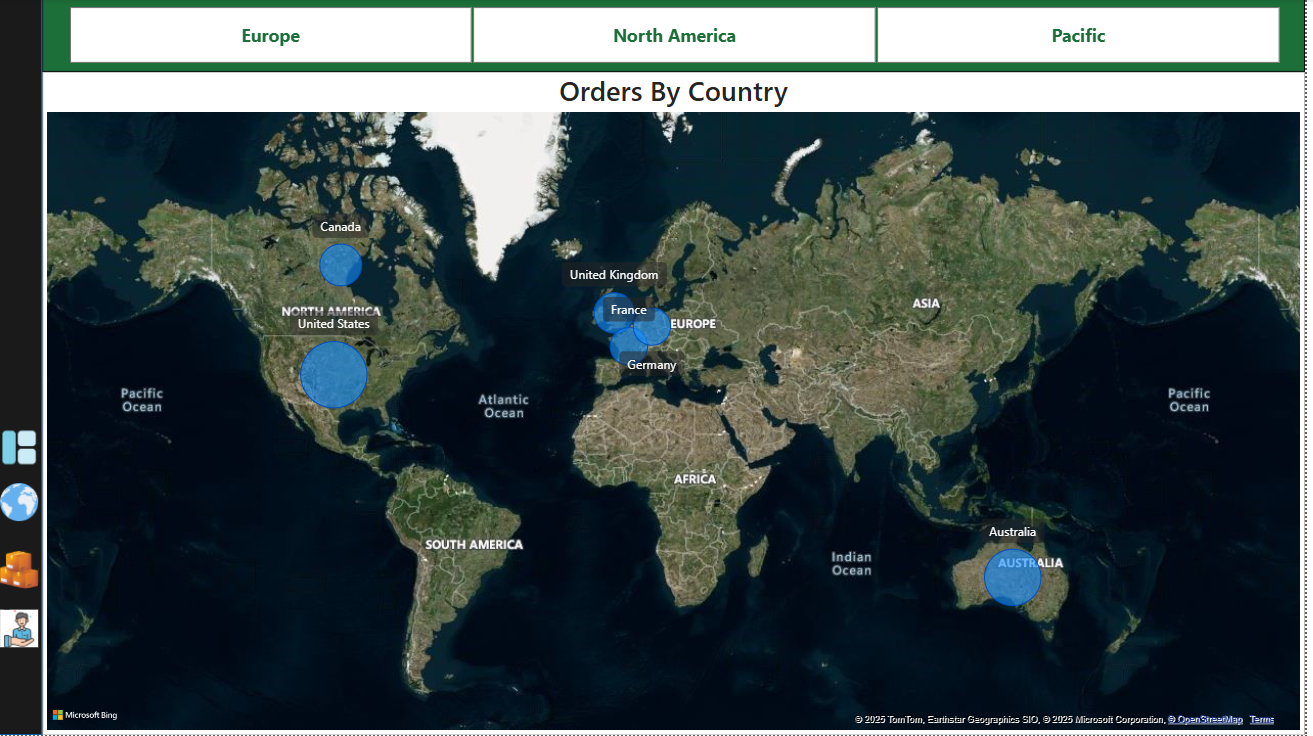 Europe
North America
Pacific
Orders By Country
Canada
United Kingdom
NORTH AMERICA
France
ASIA
United States
EUROPE
Germany
Pacific
Ocean
Atlantic
Ocean
Pacific
Ocean
AFRICA
Australia
SOUTH AMERICA
Indian
Ocean
AUSTRALIA
Microsoft Bing
© 2025 TomTom, Earthstar Geographics SIO, © 2025 Microsoft Corporation, © OpenStreetMap Terms